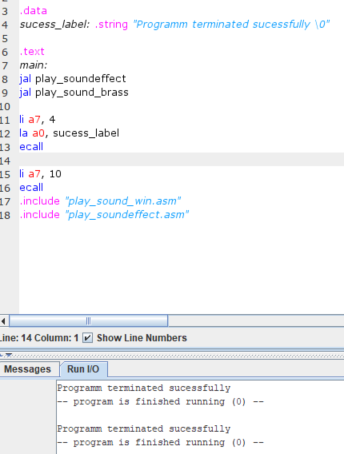 3 .data
4 sucess_label: .string "Programm terminated sucessfully \0"
5
6 .text
7 main:
8 jal play_soundeffect
9 jal play_sound_brass
10
11 li a7, 4
12 la a0, sucess_label
13 ecall
14
15 li a7, 10
16 ecall
17 .include "play_sound_win.asm"
18 .include "play_soundeffect.asm"
Line: 14 Column: 1 Show Line Numbers
Messages Run I/O
Programm terminated sucessfully
-- program is finished running (0) --
Programm terminated sucessfully
-- program is finished running (0) --